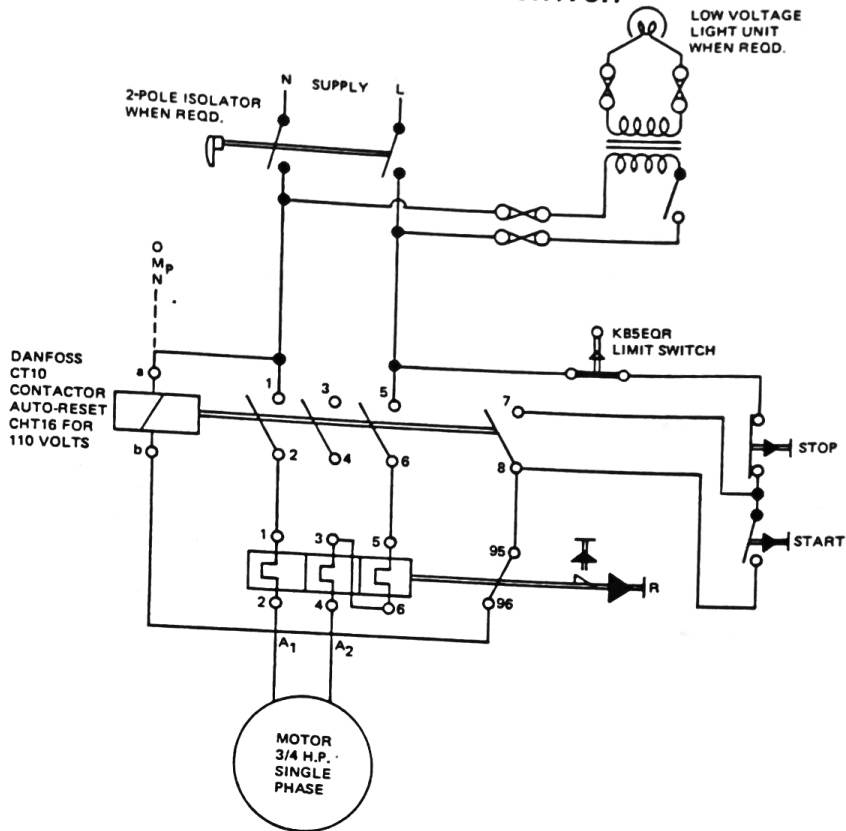 LOW VOLTAGE
LIGHT UNIT
WHEN REQD.
N SUPPLY L
2-POLE ISOLATOR
WHEN REQD.
O
M
P
N
KB5EQR
LIMIT SWITCH
DANFOSS
CT10
CONTACTOR
AUTO-RESET
CHT16 FOR
110 VOLTS
a
b
1 3 5 7
2 4 6 8
STOP
START
1 3 5 95
2 4 6 96
R
A1 A2
MOTOR
3/4 H.P.
SINGLE
PHASE